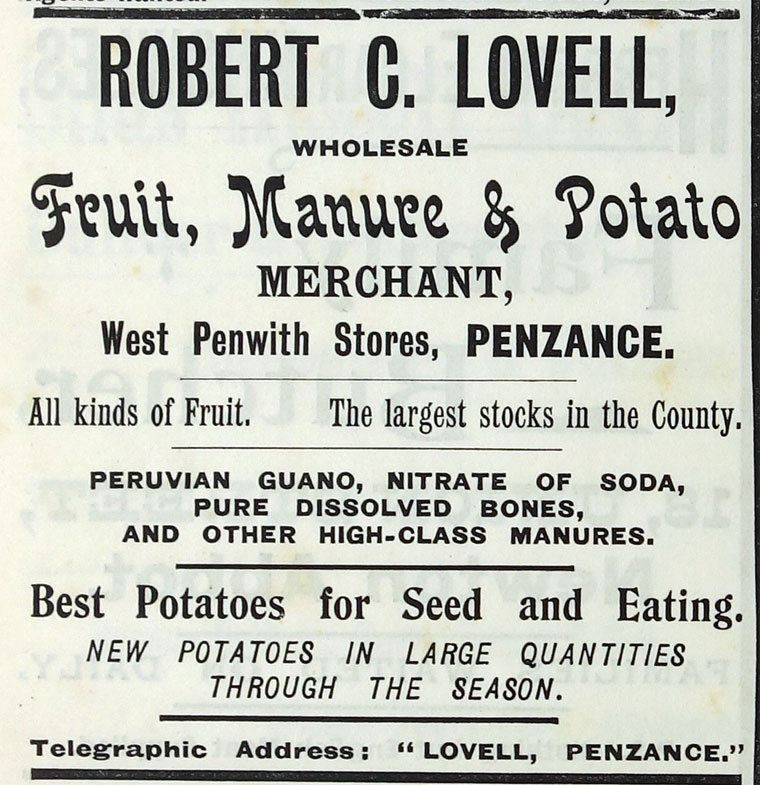 ROBERT C. LOVELL,
WHOLESALE
Fruit, Manure & Potato
MERCHANT,
West Penwith Stores, PENZANCE.
All kinds of Fruit. The largest stocks in the County.
PERUVIAN GUANO, NITRATE OF SODA,
PURE DISSOLVED BONES,
AND OTHER HIGH-CLASS MANURES.
Best Potatoes for Seed and Eating.
NEW POTATOES IN LARGE QUANTITIES
THROUGH THE SEASON.
Telegraphic Address: "LOVELL, PENZANCE."